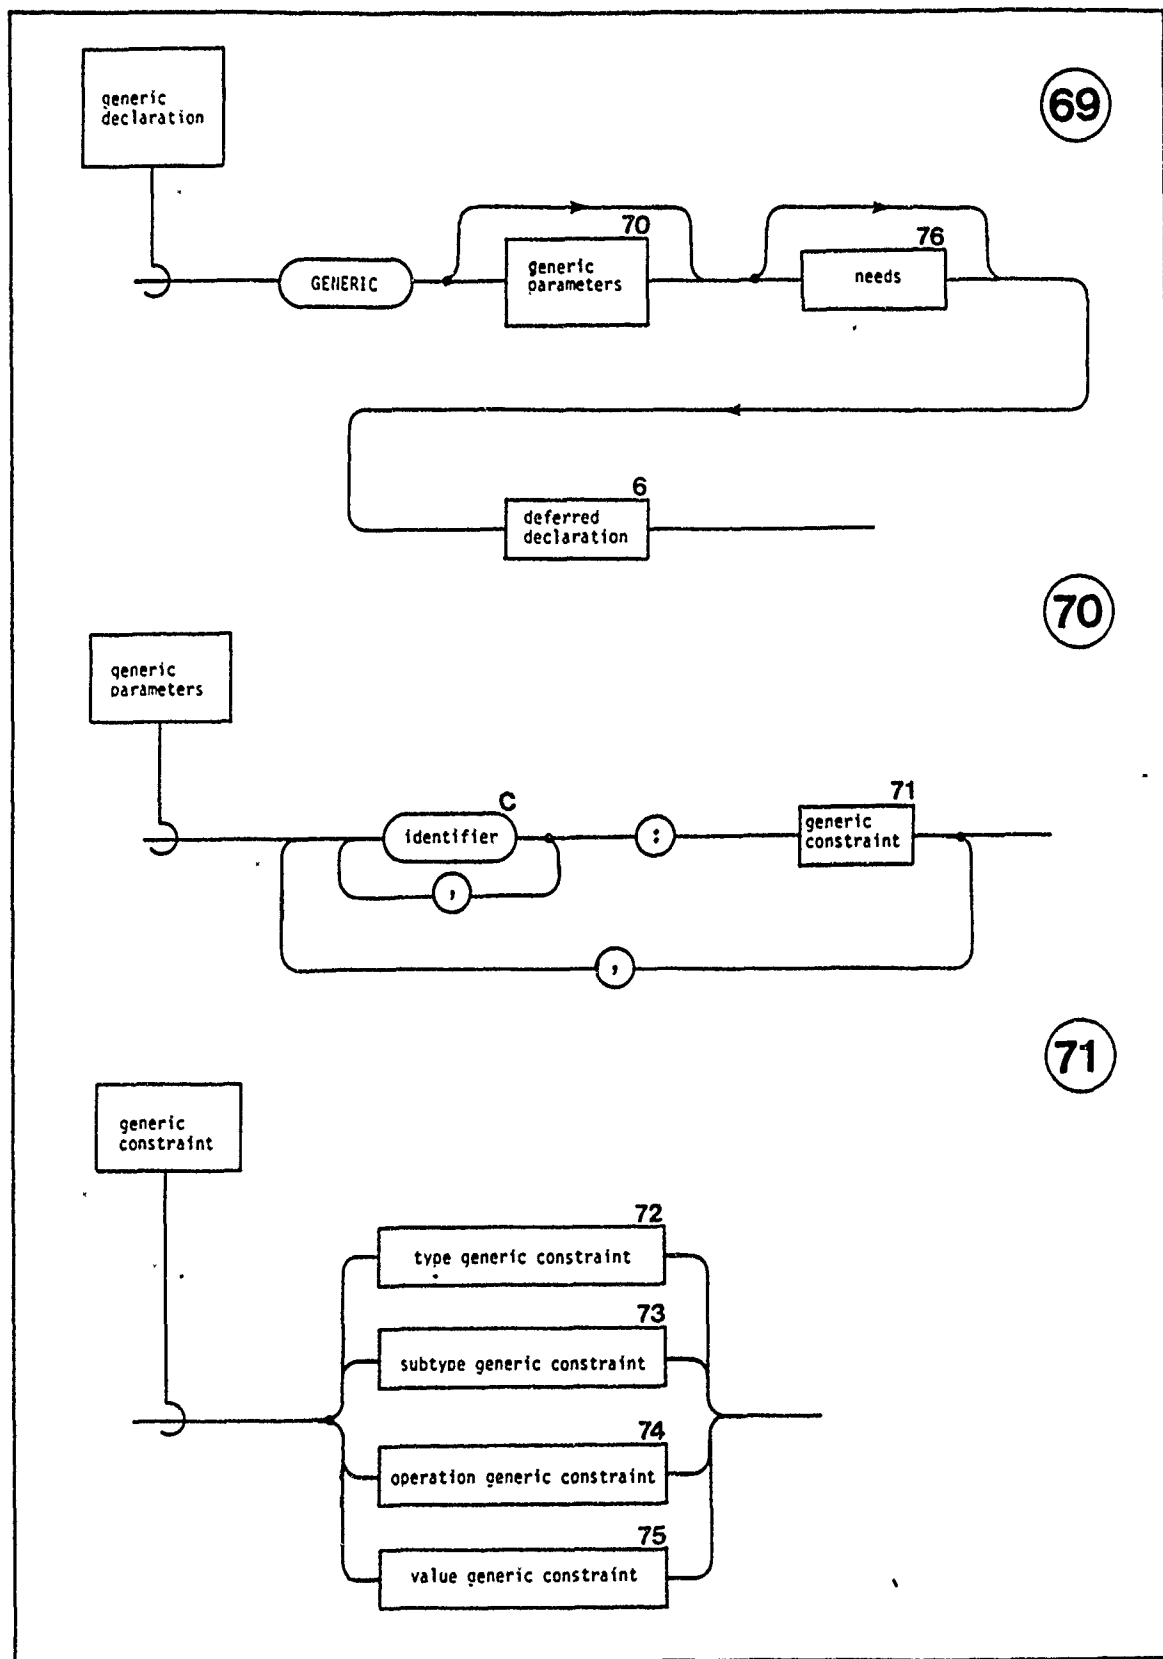 generic
declaration
69
70
76
GENERIC
generic
parameters
needs
6
deferred
declaration
70
generic
parameters
C
71
identifier
:
generic
constraint
,
,
71
generic
constraint
72
type generic constraint
73
subtype generic constraint
74
operation generic constraint
75
value generic constraint